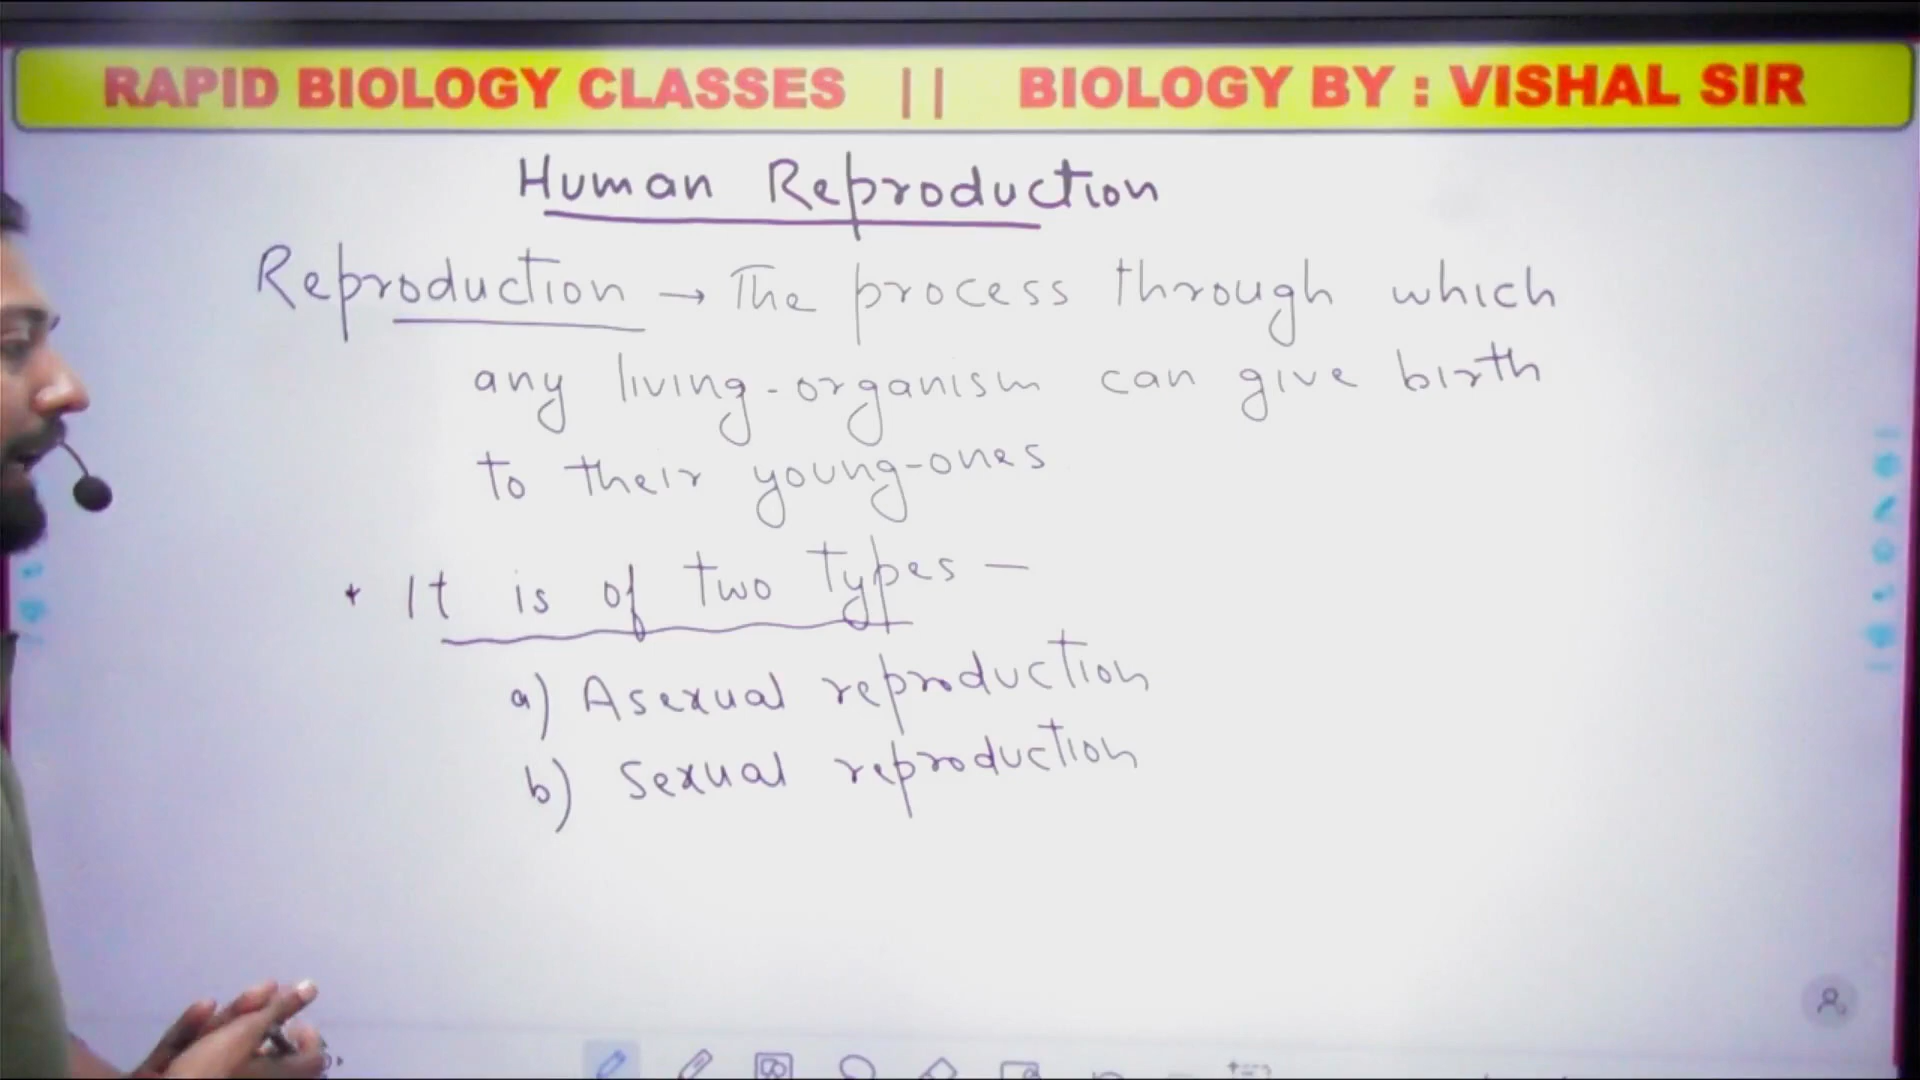 RAPID BIOLOGY CLASSES || BIOLOGY BY : VISHAL SIR
Human Reproduction
Reproduction → The process through which
any living-organism can give birth
to their young-ones
* It is of two types —
a) Asexual reproduction
b) Sexual reproduction